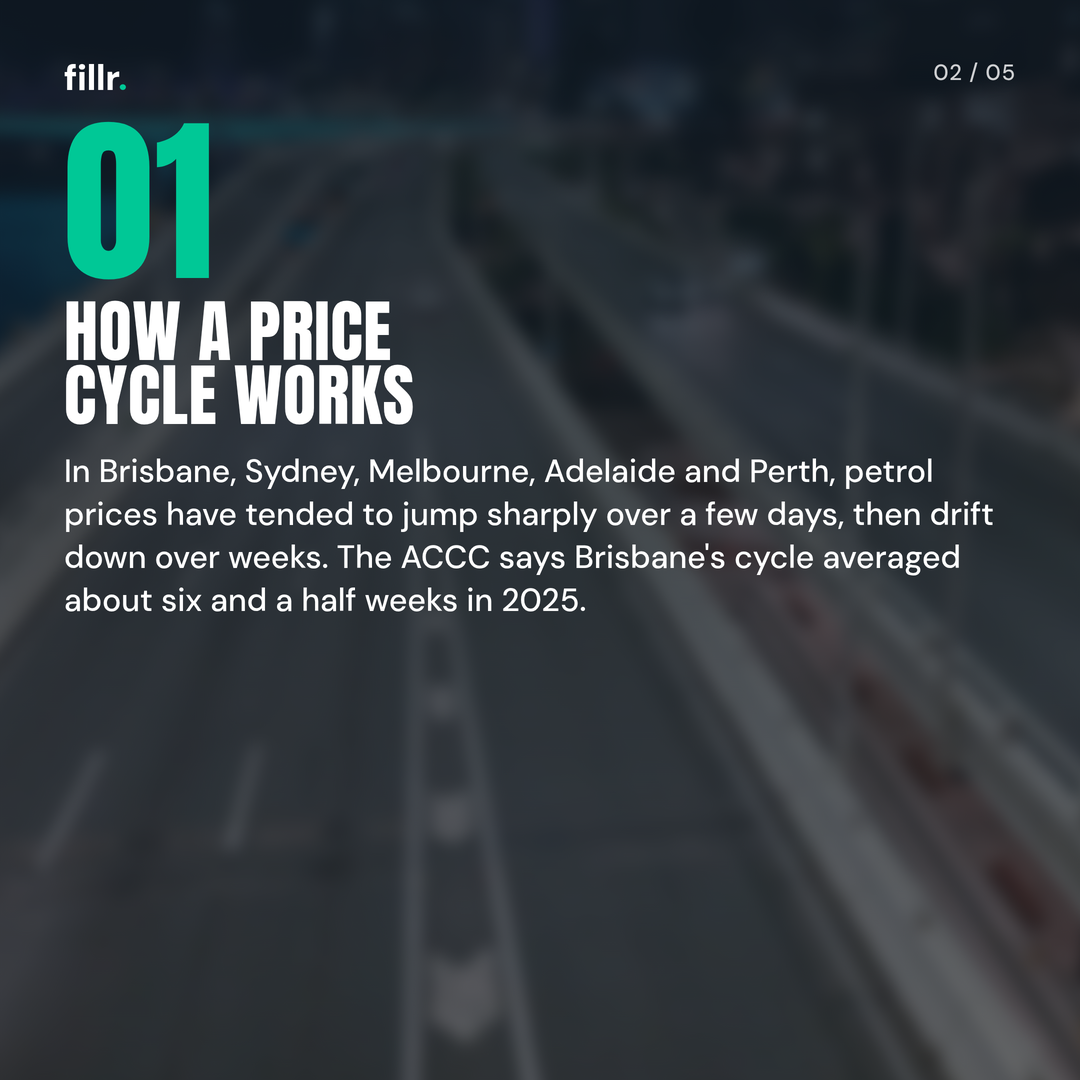 fillr.
02 / 05
01
HOW A PRICE
CYCLE WORKS
In Brisbane, Sydney, Melbourne, Adelaide and Perth, petrol
prices have tended to jump sharply over a few days, then drift
down over weeks. The ACCC says Brisbane's cycle averaged
about six and a half weeks in 2025.